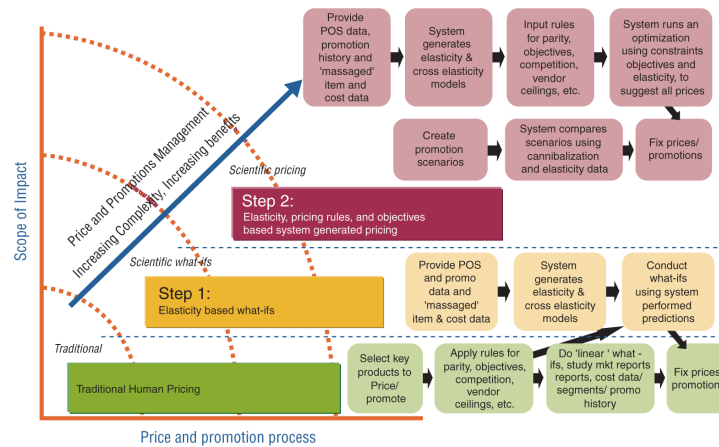 Provide
POS data,
promotion
history and
'massaged'
item and
cost data
System
generates
elasticity &
cross elasticity
models
Input rules
for parity,
objectives,
competition,
vendor
ceilings, etc.
System runs an
optimization
using constraints
objectives and
elasticity, to
suggest all prices
Create
promotion
scenarios
System compares
scenarios using
cannibalization
and elasticity data
Fix prices/
promotions
Scope of Impact
Price and Promotions Management
Increasing Complexity, Increasing benefits
Scientific pricing
Step 2:
Elasticity, pricing rules, and objectives
based system generated pricing
Scientific what-ifs
Step 1:
Elasticity based what-ifs
Provide POS
and promo
data and
'massaged'
item & cost data
System
generates
elasticity &
cross elasticity
models
Conduct
what-ifs
using system
performed
predictions
Traditional
Traditional Human Pricing
Select key
products to
Price/
promote
Apply rules for
parity, objectives,
competition,
vendor
ceilings, etc.
Do 'linear ' what -
ifs, study mkt reports
reports, cost data/
segments/ promo
history
Fix prices
promotion
Price and promotion process